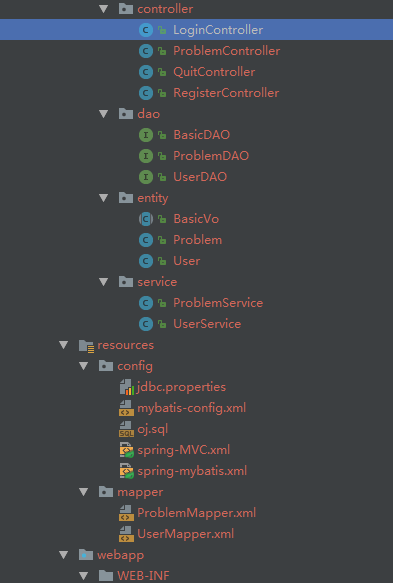 controller
LoginController
ProblemController
QuitController
RegisterController
dao
BasicDAO
ProblemDAO
UserDAO
entity
BasicVo
Problem
User
service
ProblemService
UserService
resources
config
jdbc.properties
mybatis-config.xml
oj.sql
spring-MVC.xml
spring-mybatis.xml
mapper
ProblemMapper.xml
UserMapper.xml
webapp
WEB-INF